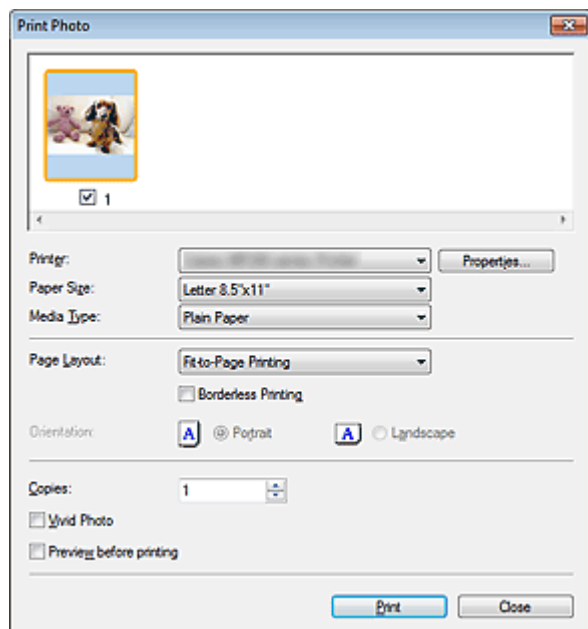 Print Photo
1
Printer: Properties...
Paper Size: Letter 8.5"x11"
Media Type: Plain Paper
Page Layout: Fit-to-Page Printing
Borderless Printing
Orientation: A Portrait A Landscape
Copies: 1
Vivid Photo
Preview before printing
Print Close